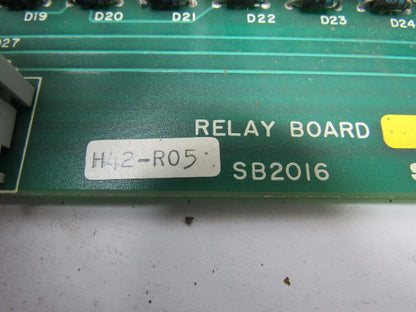 D19 D20 D21 D22 D23 D24
D27
RELAY BOARD
H42-R05
SB2016